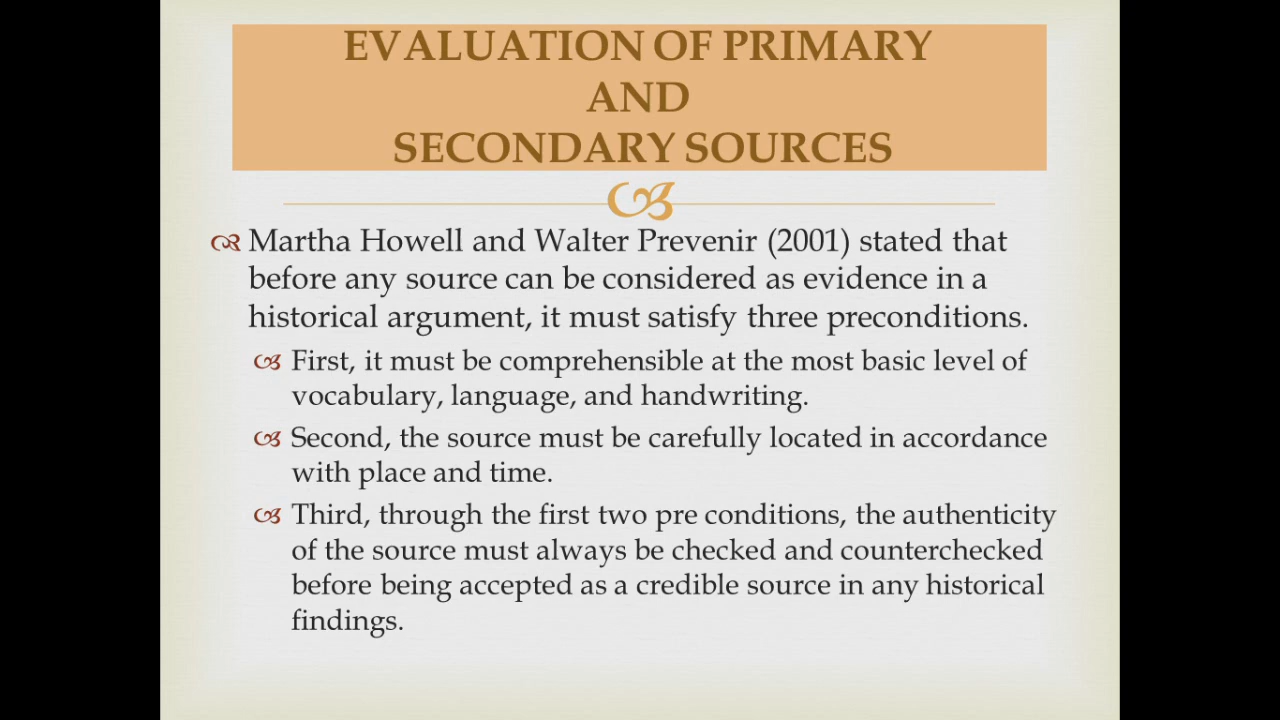 EVALUATION OF PRIMARY
AND
SECONDARY SOURCES
Martha Howell and Walter Prevenir (2001) stated that
before any source can be considered as evidence in a
historical argument, it must satisfy three preconditions.
First, it must be comprehensible at the most basic level of
vocabulary, language, and handwriting.
Second, the source must be carefully located in accordance
with place and time.
Third, through the first two pre conditions, the authenticity
of the source must always be checked and counterchecked
before being accepted as a credible source in any historical
findings.